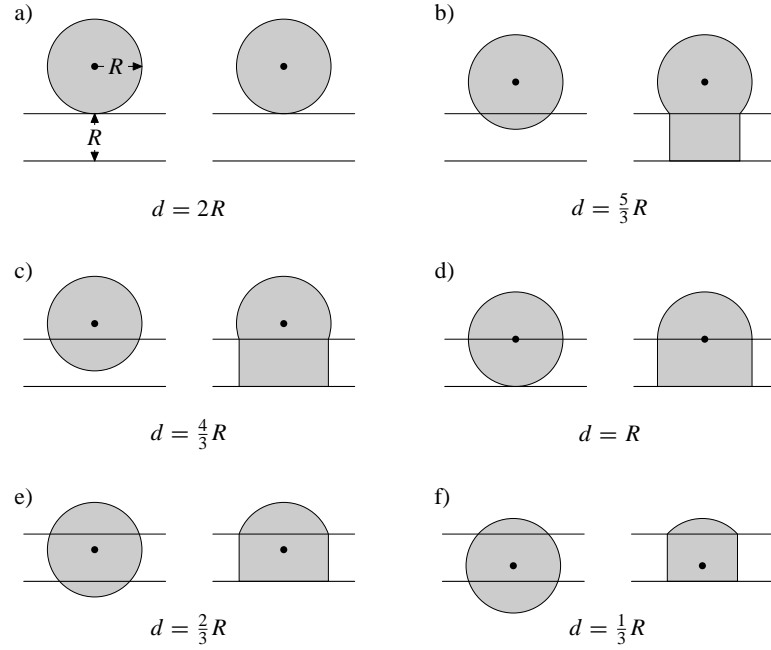 a)
R
R
d = 2R
b)
d = 5/3 R
c)
d = 4/3 R
d)
d = R
e)
d = 2/3 R
f)
d = 1/3 R